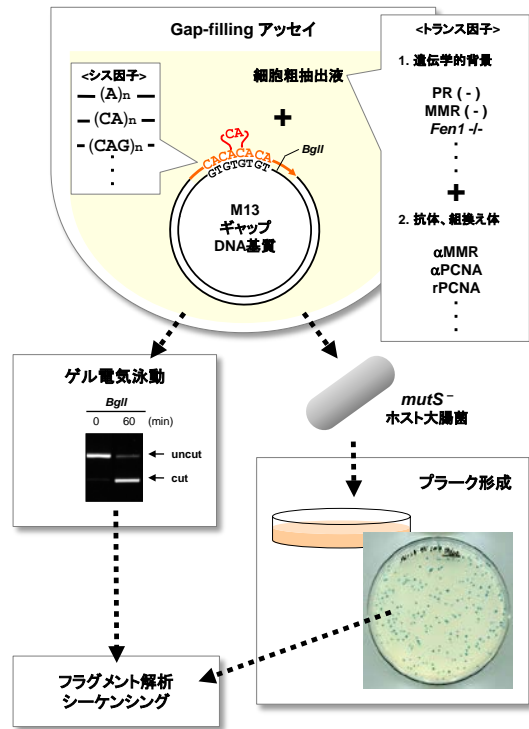 Gap-filling アッセイ
<シス因子>
(A)n
(CA)n
(CAG)n
細胞粗抽出液
+
CA
CACACACA
GTGTGTGT
BglI
M13
ギャップ
DNA基質
<トランス因子>
1. 遺伝学的背景
PR ( - )
MMR ( - )
Fen1 -/-
+
2. 抗体、組換え体
αMMR
αPCNA
rPCNA
ゲル電気泳動
BglI
0 60 (min)
uncut
cut
mutS⁻
ホスト大腸菌
プラーク形成
フラグメント解析
シーケンシング